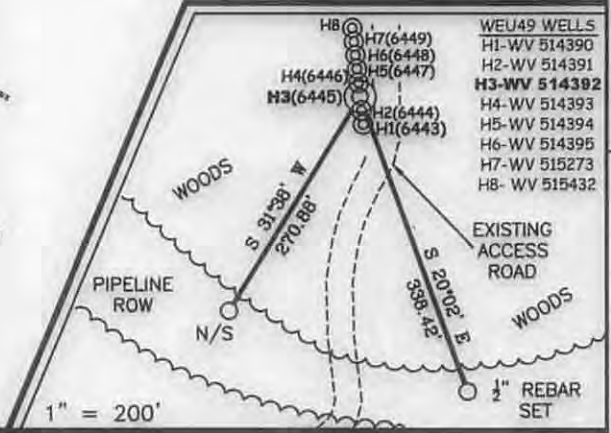 H8
H7(6449)
H6(6448)
H5(6447)
H4(6446)
H3(6445)
H2(6444)
H1(6443)
WEU49 WELLS
H1-WV 514390
H2-WV 514391
H3-WV 514392
H4-WV 514393
H5-WV 514394
H6-WV 514395
H7-WV 515273
H8- WV 515432
WOODS
S 31°38' W
270.88'
EXISTING
ACCESS
ROAD
S 20°02' E
338.42'
WOODS
PIPELINE
ROW
N/S
1/2" REBAR
SET
1" = 200'